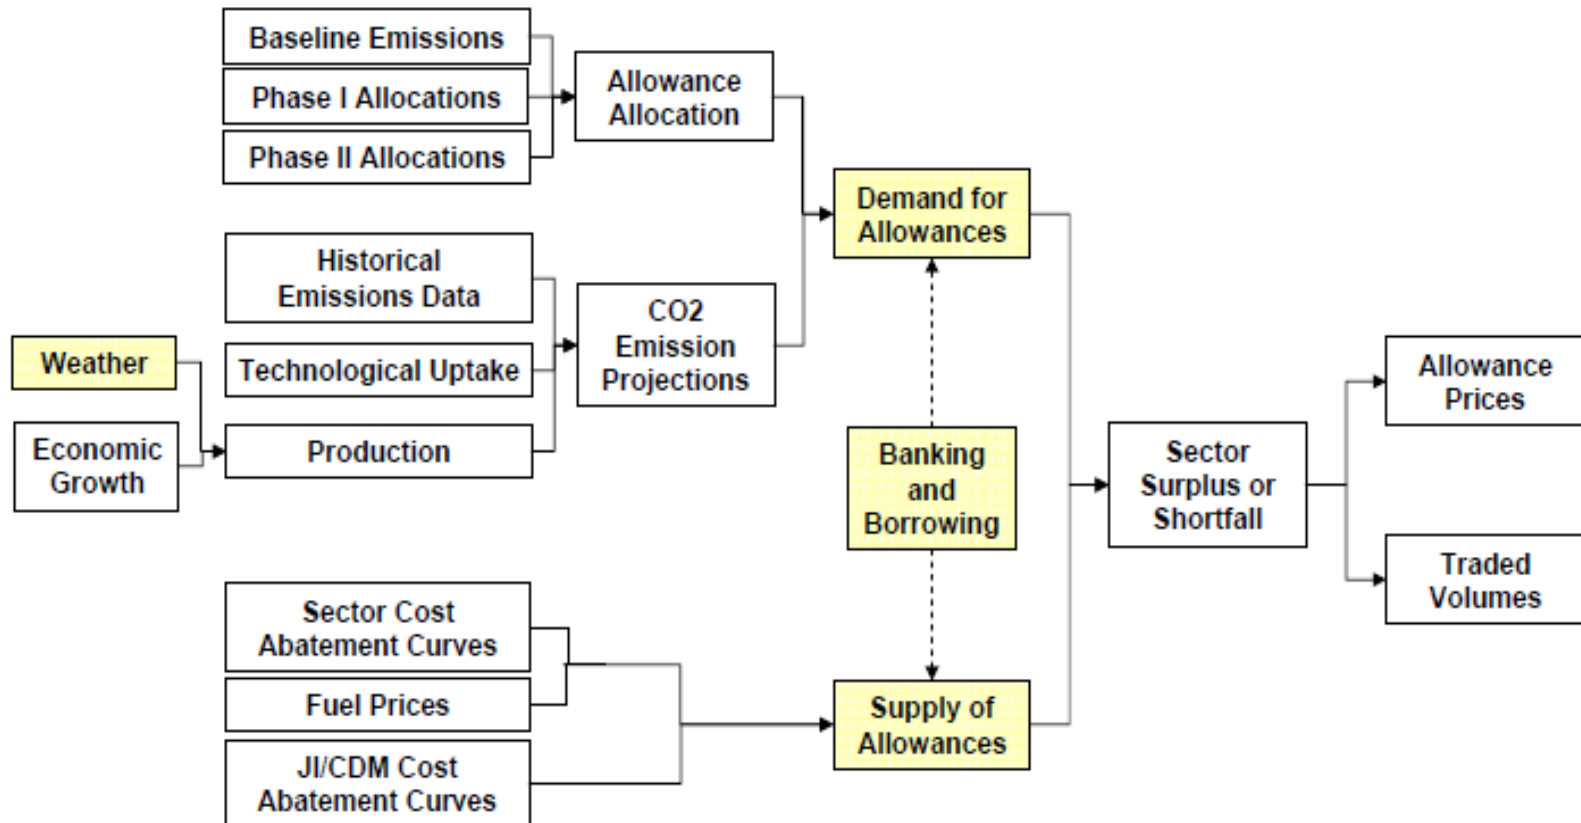 Baseline Emissions
Phase I Allocations
Phase II Allocations
Allowance
Allocation
Historical
Emissions Data
Technological Uptake
Production
Weather
Economic
Growth
CO2
Emission
Projections
Demand for
Allowances
Banking
and
Borrowing
Sector Cost
Abatement Curves
Fuel Prices
JI/CDM Cost
Abatement Curves
Supply of
Allowances
Sector
Surplus or
Shortfall
Allowance
Prices
Traded
Volumes